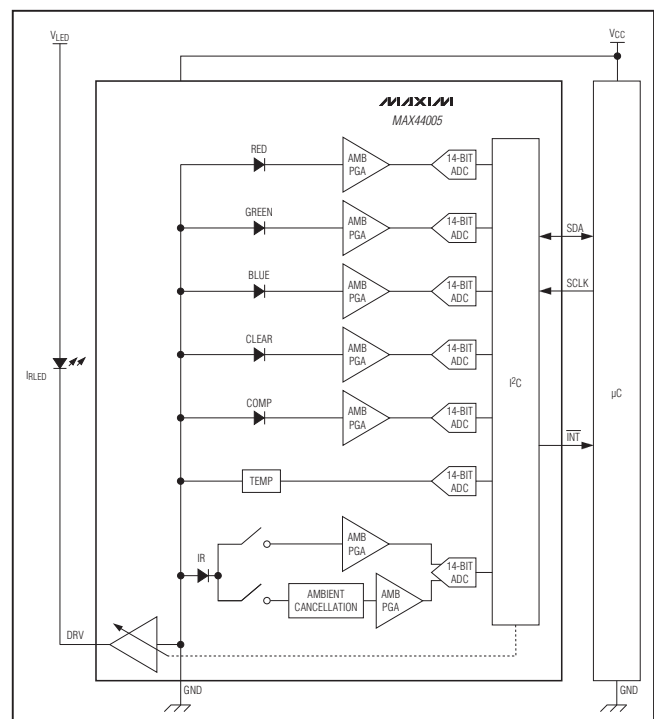 VLED
VCC
MAXIM
MAX44005
RED
AMB
PGA
14-BIT
ADC
GREEN
AMB
PGA
14-BIT
ADC
SDA
BLUE
AMB
PGA
14-BIT
ADC
SCLK
CLEAR
AMB
PGA
14-BIT
ADC
IRLED
I²C
µC
COMP
AMB
PGA
14-BIT
ADC
INT
TEMP
14-BIT
ADC
IR
AMB
PGA
14-BIT
ADC
AMBIENT
CANCELLATION
AMB
PGA
DRV
GND
GND